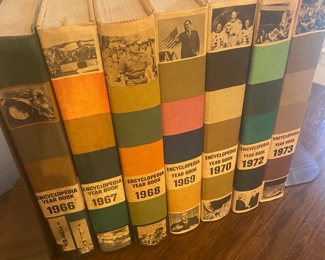 ENCYCLOPEDIA
YEAR BOOK
1966
ENCYCLOPEDIA
YEAR BOOK
1967
ENCYCLOPEDIA
YEAR BOOK
1968
ENCYCLOPEDIA
YEAR BOOK
1969
ENCYCLOPEDIA
YEAR BOOK
1970
ENCYCLOPEDIA
YEAR BOOK
1972
ENCYCLOPEDIA
YEAR BOOK
1973